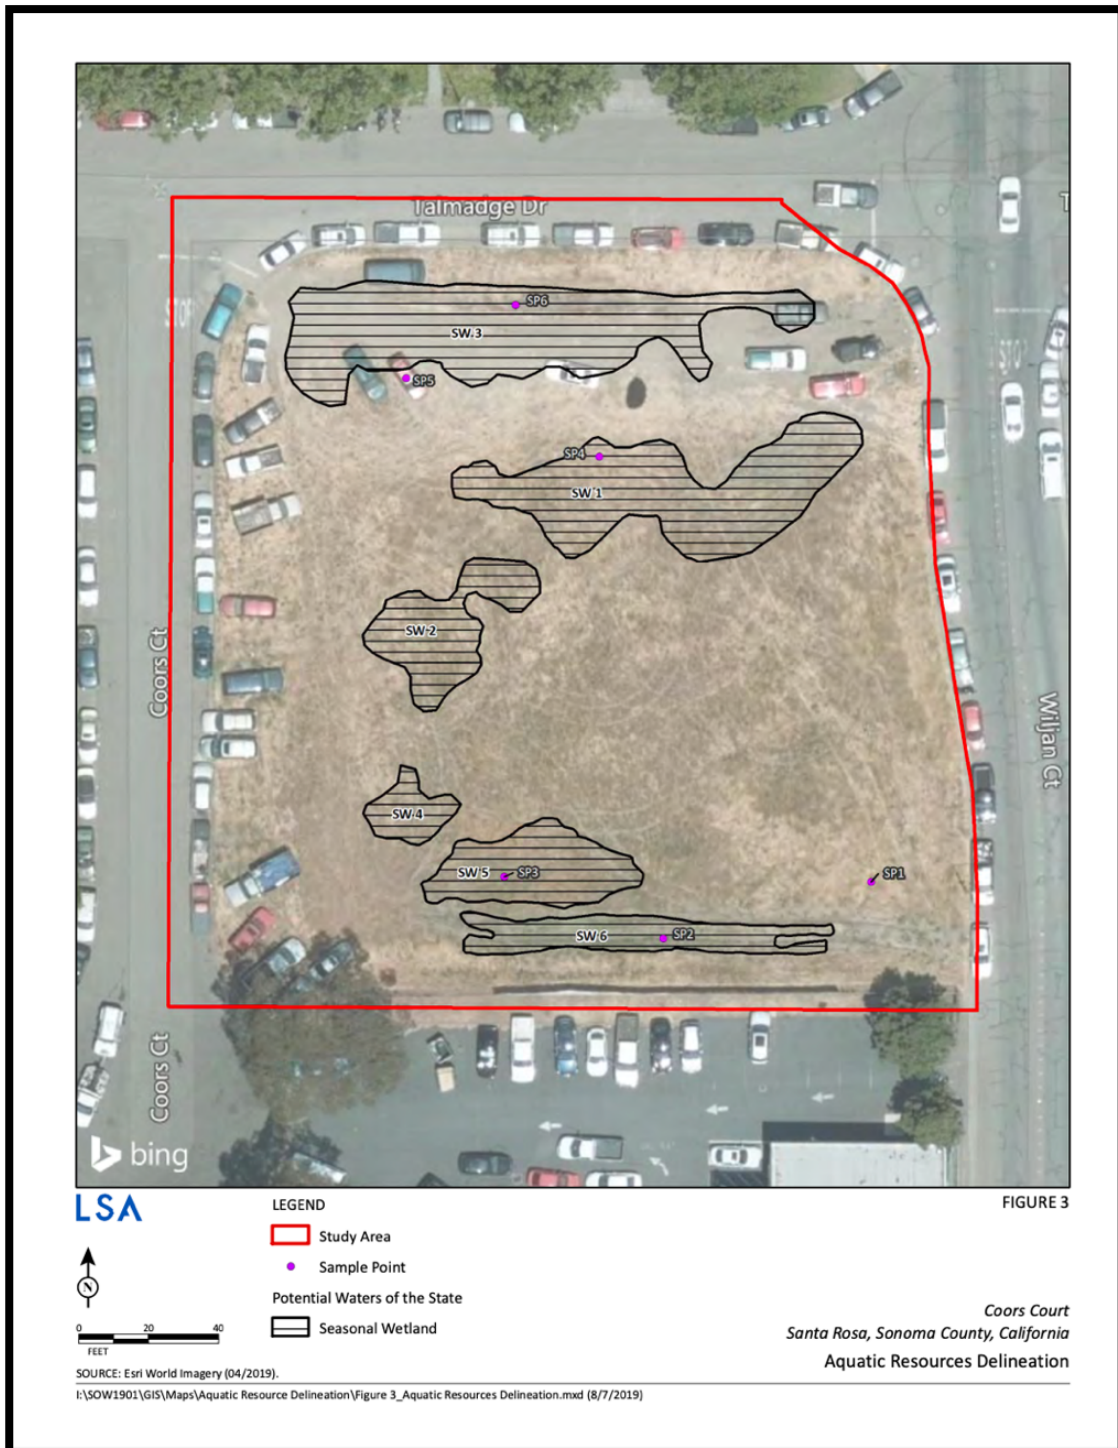 Talmadge Dr
STOP
SP6
SW 3
SP5
SP4
SW 1
SW 2
Coors Ct
Wiljan Ct
SW 4
SW 5
SP3
SP1
SW 6
SP2
Coors Ct
bing
LSA
LEGEND
FIGURE 3
Study Area
Sample Point
N
Potential Waters of the State
Seasonal Wetland
0 20 40
FEET
Coors Court
Santa Rosa, Sonoma County, California
Aquatic Resources Delineation
SOURCE: Esri World Imagery (04/2019).
I:\SOW1901\GIS\Maps\Aquatic Resource Delineation\Figure 3_Aquatic Resources Delineation.mxd (8/7/2019)